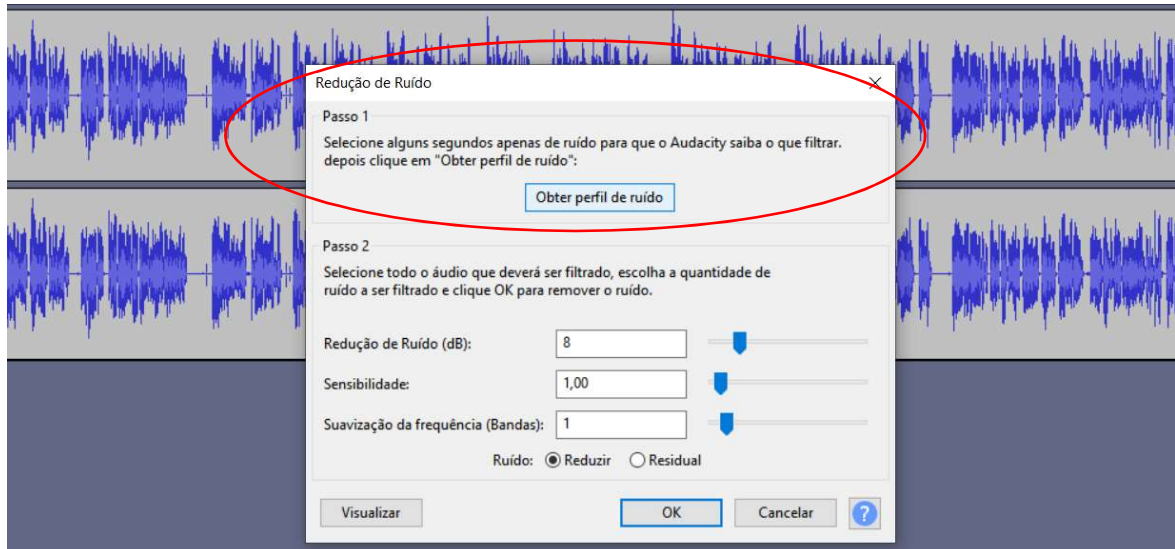 Redução de Ruído
Passo 1
Selecione alguns segundos apenas de ruído para que o Audacity saiba o que filtrar.
depois clique em "Obter perfil de ruído":
Obter perfil de ruído
Passo 2
Selecione todo o áudio que deverá ser filtrado, escolha a quantidade de
ruído a ser filtrado e clique OK para remover o ruído.
Redução de Ruído (dB): 8
Sensibilidade: 1,00
Suavização da frequência (Bandas): 1
Ruído: Reduzir Residual
Visualizar OK Cancelar ?